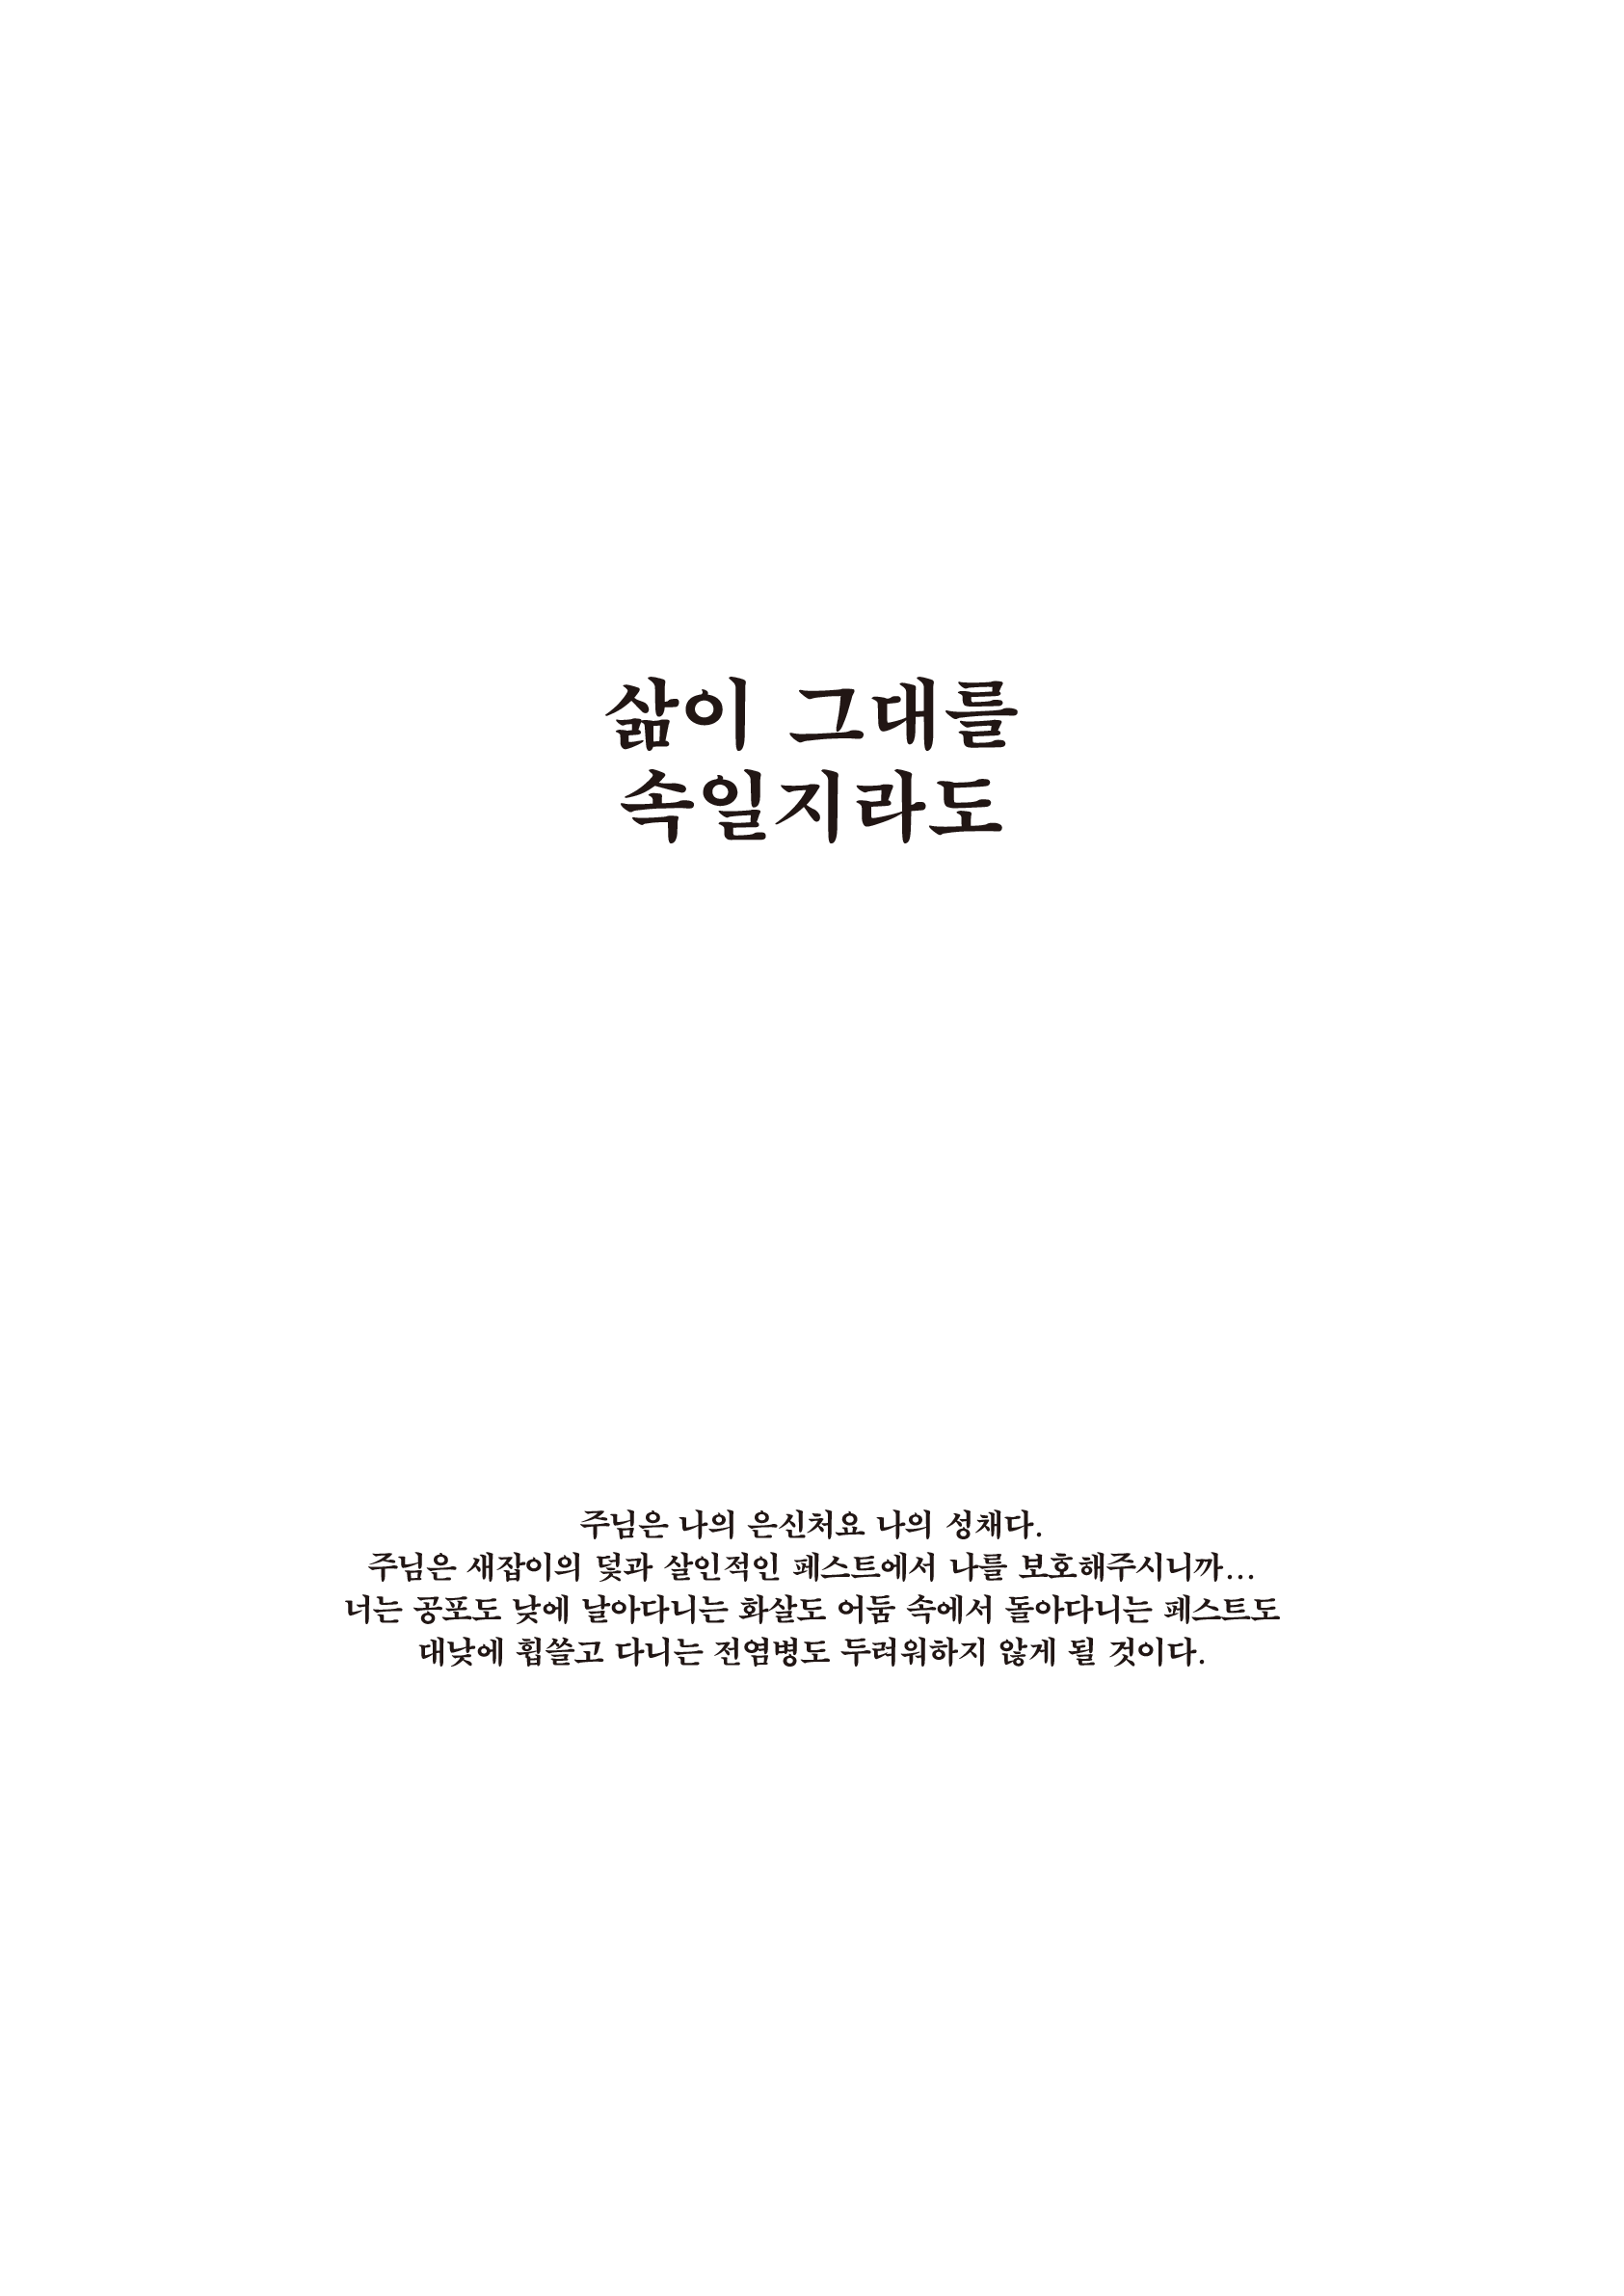 삶이 그대를
속일지라도
주님은 나의 은신처요 나의 성채다.
주님은 새잡이의 덫과 살인적인 페스트에서 나를 보호해주시니까...
너는 공포도 낮에 날아다니는 화살도 어둠 속에서 돌아다니는 페스트도
대낮에 휩쓸고 다니는 전염병도 두려워하지 않게 될 것이다.